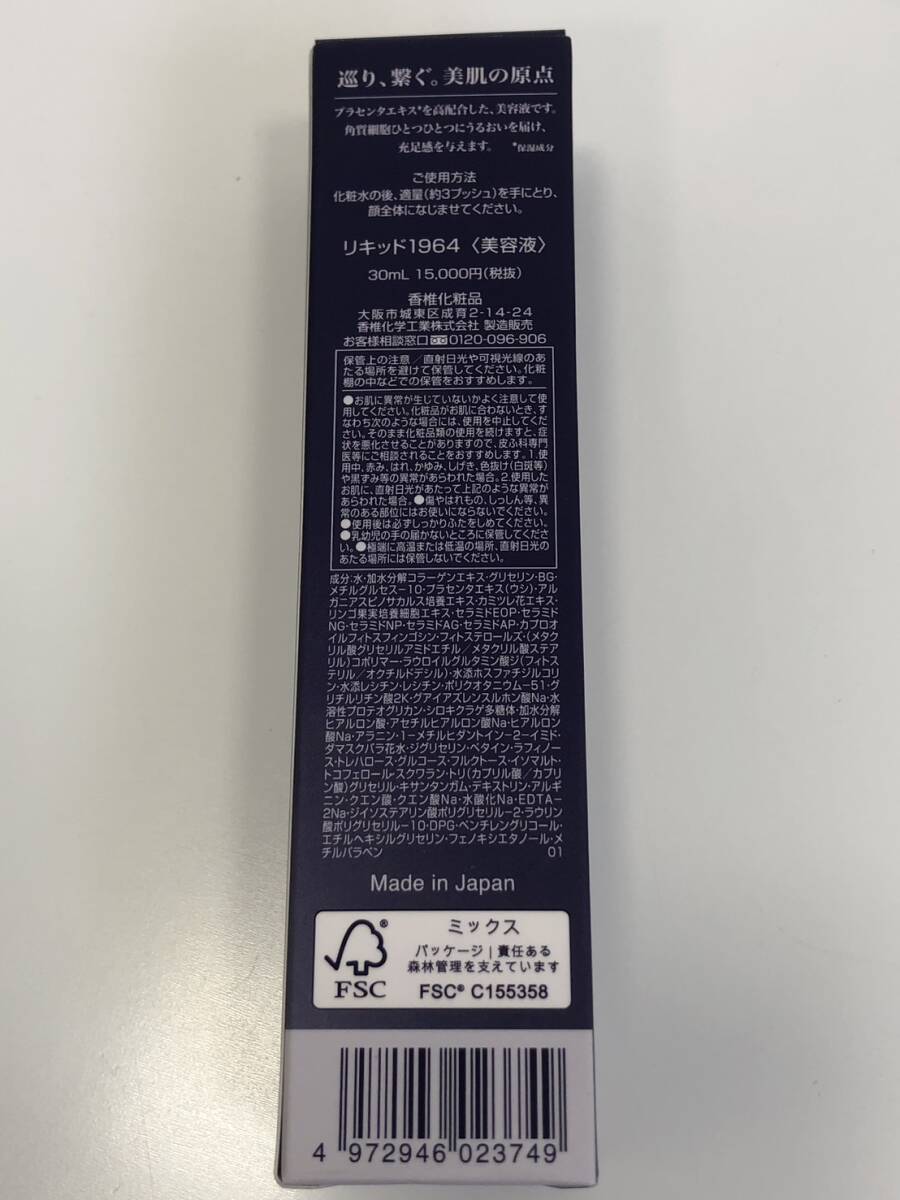 巡り、繋ぐ。美肌の原点
プラセンタエキス*を高配合した、美容液です。
角質細胞ひとつひとつにうるおいを届け、
充足感を与えます。 *保湿成分
ご使用方法
化粧水の後、適量(約3プッシュ)を手にとり、
顔全体になじませてください。
リキッド1964〈美容液〉
30mL 15,000円(税抜)
香椎化粧品
大阪市城東区成育2-14-24
香椎化学工業株式会社 製造販売
お客様相談窓口 0120-096-906
保管上の注意/直射日光や可視光線のあ
たる場所を避けて保管してください。化粧
棚の中などでの保管をおすすめします。
●お肌に異常が生じていないかよく注意して使
用してください。化粧品がお肌に合わないとき、す
なわち次のような場合には、使用を中止してくださ
い。そのまま化粧品類の使用を続けますと、症
状を悪化させることがありますので、皮ふ科専門
医等にご相談されることをおすすめします。1.使
用中、赤み、はれ、かゆみ、しげき、色抜け(白斑等)
や黒ずみ等の異常があらわれた場合。2.使用した
お肌に、直射日光があたって上記のような異常が
あらわれた場合。●傷やはれもの、しっしん等、異
常のある部位にはお使いにならないでください。
●使用後は必ずしっかりふたをしめてください。
●乳幼児の手の届かないところに保管してくださ
い。●極端に高温または低温の場所、直射日光の
あたる場所には保管しないでください。
成分:水・加水分解コラーゲンエキス・グリセリン・BG・
メチルグルセス-10・プラセンタエキス(ウシ)・アル
ガニアスピノサカルス培養エキス・カミツレ花エキス・
リンゴ果実培養細胞エキス・セラミドEOP・セラミド
NG・セラミドNP・セラミドAG・セラミドAP・カプロオ
イルフィトスフィンゴシン・フィトステロールズ・(メタク
リル酸グリセリルアミドエチル/メタクリル酸ステア
リル)コポリマー・ラウロイルグルタミン酸ジ(フィトス
テリル/オクチルドデシル)・水添ホスファチジルコリ
ン・水添レシチン・レシチン・ポリクオタニウム-51・グ
リチルリチン酸2K・グアイアズレンスルホン酸Na・水
溶性プロテオグリカン・シロキクラゲ多糖体・加水分解
ヒアルロン酸・アセチルヒアルロン酸Na・ヒアルロン
酸Na・アラニン・1-メチルヒダントイン-2-イミド・
ダマスクバラ花水・ジグリセリン・ベタイン・ラフィノー
ス・トレハロース・グルコース・フルクトース・イソマルト・
トコフェロール・スクワラン・トリ(カプリル酸/カプリ
ン酸)グリセリル・キサンタンガム・デキストリン・アルギ
ニン・クエン酸・クエン酸Na・水酸化Na・EDTA-
2Na・ジイソステアリン酸ポリグリセリル-2・ラウリン
酸ポリグリセリル-10・DPG・ペンチレングリコール・
エチルヘキシルグリセリン・フェノキシエタノール・メ
チルパラベン 01
Made in Japan
®
FSC
ミックス
パッケージ | 責任ある
森林管理を支えています
FSC® C155358
4 972946 023749